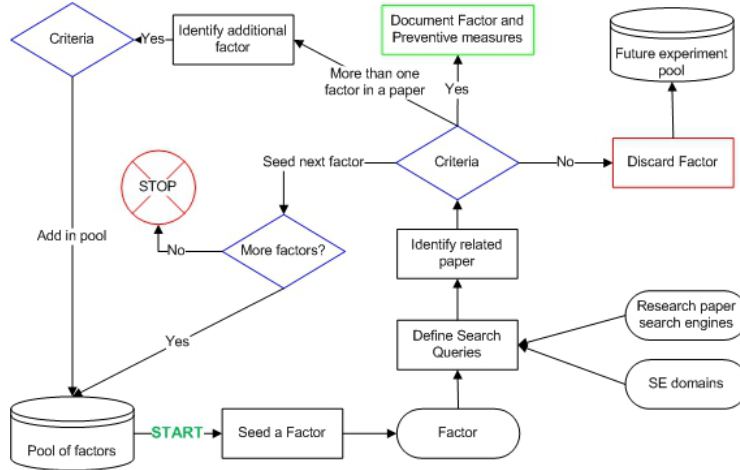 Criteria
Yes
Identify additional
factor
Document Factor and
Preventive measures
Future experiment
pool
More than one
factor in a paper
Yes
Seed next factor
Criteria
No
Discard Factor
STOP
Add in pool
No
More factors?
Identify related
paper
Yes
Define Search
Queries
Research paper
search engines
SE domains
Pool of factors
START
Seed a Factor
Factor